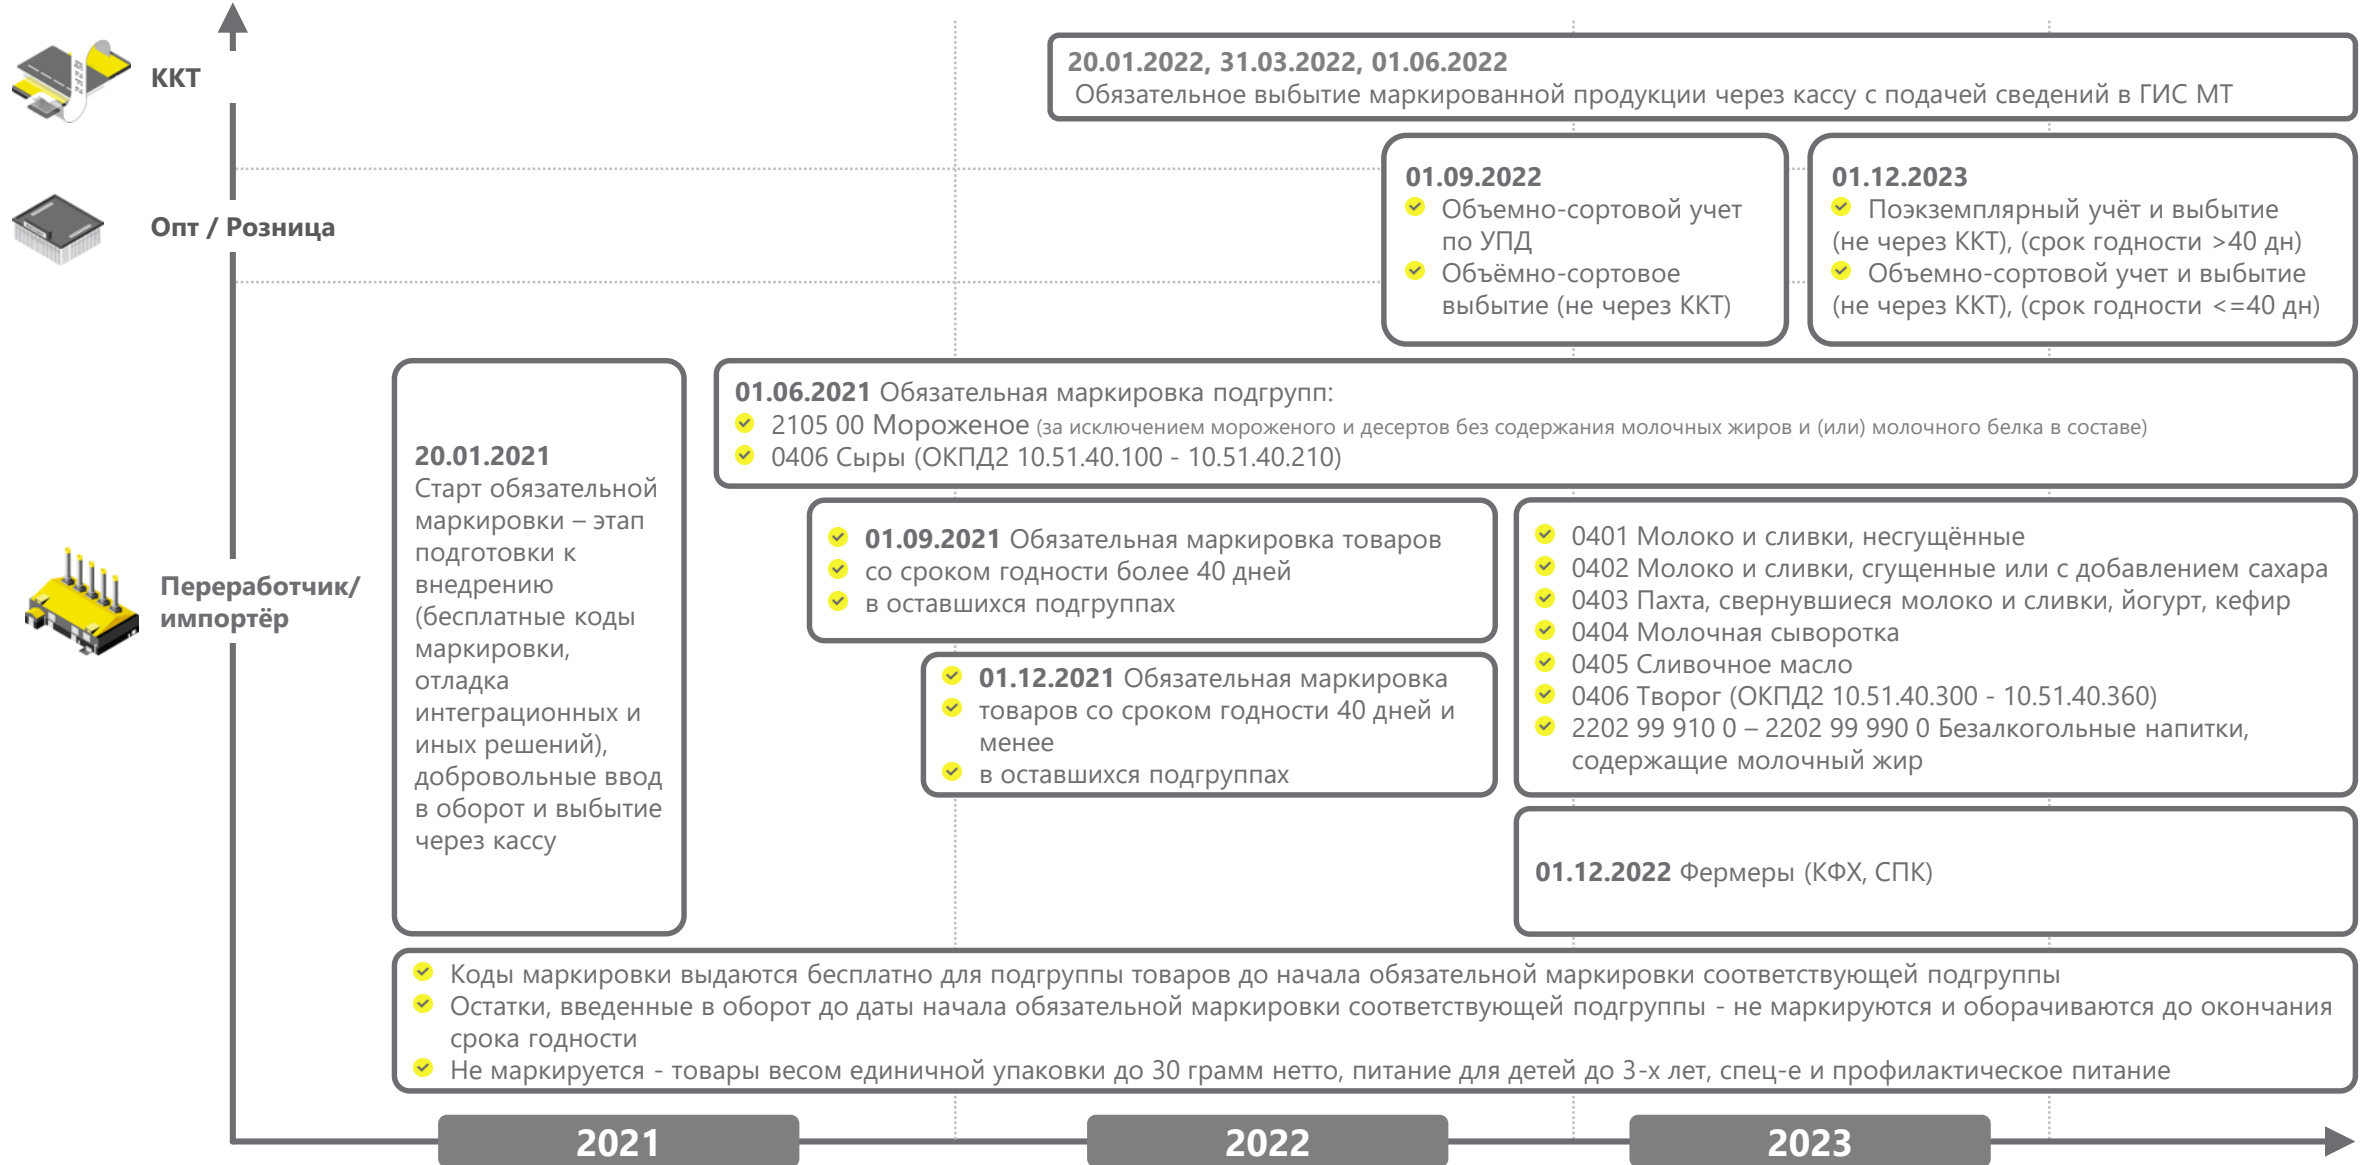 ККТ
20.01.2022, 31.03.2022, 01.06.2022
Обязательное выбытие маркированной продукции через кассу с подачей сведений в ГИС МТ
Опт / Розница
01.09.2022
Объемно-сортовой учет
по УПД
Объёмно-сортовое
выбытие (не через ККТ)
01.12.2023
Поэкземплярный учёт и выбытие
(не через ККТ), (срок годности >40 дн)
Объемно-сортовой учет и выбытие
(не через ККТ), (срок годности <=40 дн)
Переработчик/
импортёр
20.01.2021
Старт обязательной
маркировки – этап
подготовки к
внедрению
(бесплатные коды
маркировки,
отладка
интеграционных и
иных решений),
добровольные ввод
в оборот и выбытие
через кассу
01.06.2021 Обязательная маркировка подгрупп:
2105 00 Мороженое (за исключением мороженого и десертов без содержания молочных жиров и (или) молочного белка в составе)
0406 Сыры (ОКПД2 10.51.40.100 - 10.51.40.210)
01.09.2021 Обязательная маркировка товаров
со сроком годности более 40 дней
в оставшихся подгруппах
01.12.2021 Обязательная маркировка
товаров со сроком годности 40 дней и
менее
в оставшихся подгруппах
0401 Молоко и сливки, несгущённые
0402 Молоко и сливки, сгущенные или с добавлением сахара
0403 Пахта, свернувшиеся молоко и сливки, йогурт, кефир
0404 Молочная сыворотка
0405 Сливочное масло
0406 Творог (ОКПД2 10.51.40.300 - 10.51.40.360)
2202 99 910 0 – 2202 99 990 0 Безалкогольные напитки,
содержащие молочный жир
01.12.2022 Фермеры (КФХ, СПК)
Коды маркировки выдаются бесплатно для подгруппы товаров до начала обязательной маркировки соответствующей подгруппы
Остатки, введенные в оборот до даты начала обязательной маркировки соответствующей подгруппы - не маркируются и оборачиваются до окончания
срока годности
Не маркируется - товары весом единичной упаковки до 30 грамм нетто, питание для детей до 3-х лет, спец-е и профилактическое питание
2021
2022
2023